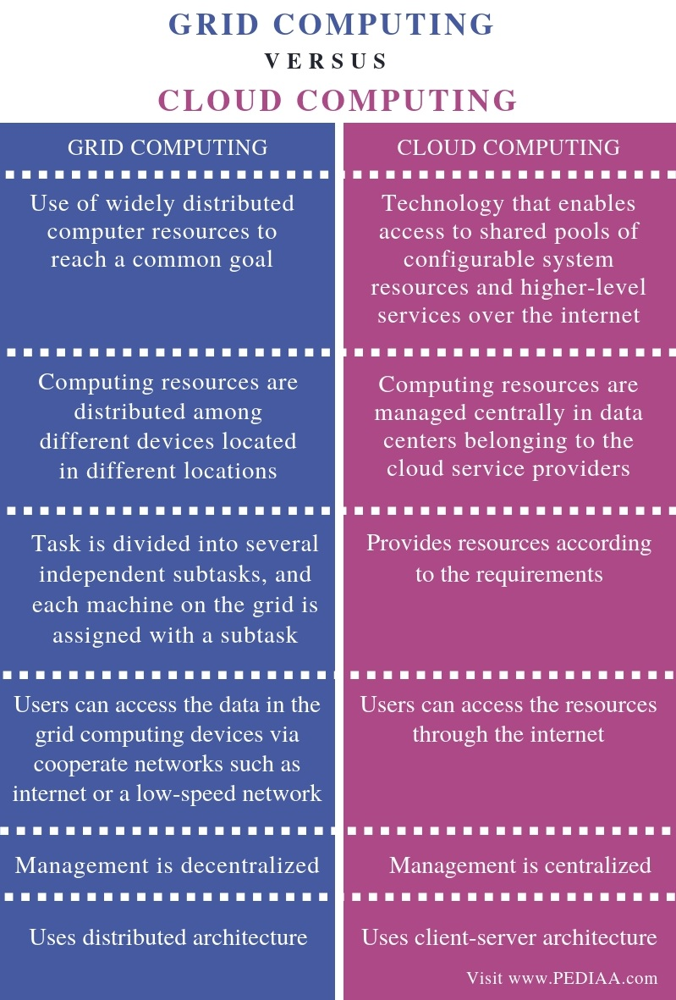 GRID COMPUTING
VERSUS
CLOUD COMPUTING
GRID COMPUTING
CLOUD COMPUTING
Use of widely distributed
computer resources to
reach a common goal
Technology that enables
access to shared pools of
configurable system
resources and higher-level
services over the internet
Computing resources are
distributed among
different devices located
in different locations
Computing resources are
managed centrally in data
centers belonging to the
cloud service providers
Task is divided into several
independent subtasks, and
each machine on the grid is
assigned with a subtask
Provides resources according
to the requirements
Users can access the data in the
grid computing devices via
cooperate networks such as
internet or a low-speed network
Users can access the resources
through the internet
Management is decentralized
Management is centralized
Uses distributed architecture
Uses client-server architecture
Visit www.PEDIAA.com